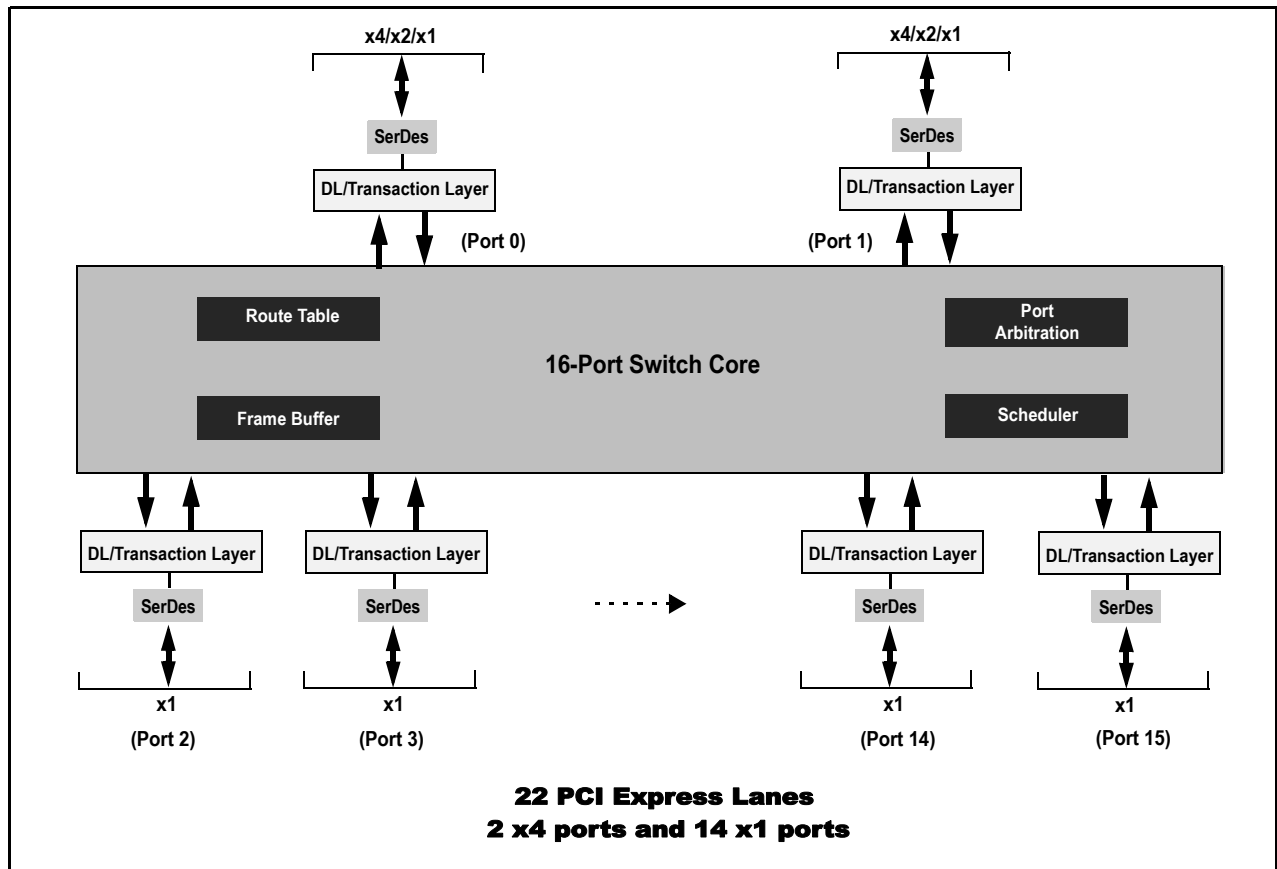 x4/x2/x1
x4/x2/x1
SerDes
SerDes
DL/Transaction Layer
DL/Transaction Layer
(Port 0)
(Port 1)
Route Table
Port
Arbitration
16-Port Switch Core
Frame Buffer
Scheduler
DL/Transaction Layer
DL/Transaction Layer
DL/Transaction Layer
DL/Transaction Layer
SerDes
SerDes
SerDes
SerDes
x1
x1
x1
x1
(Port 2)
(Port 3)
(Port 14)
(Port 15)
22 PCI Express Lanes
2 x4 ports and 14 x1 ports